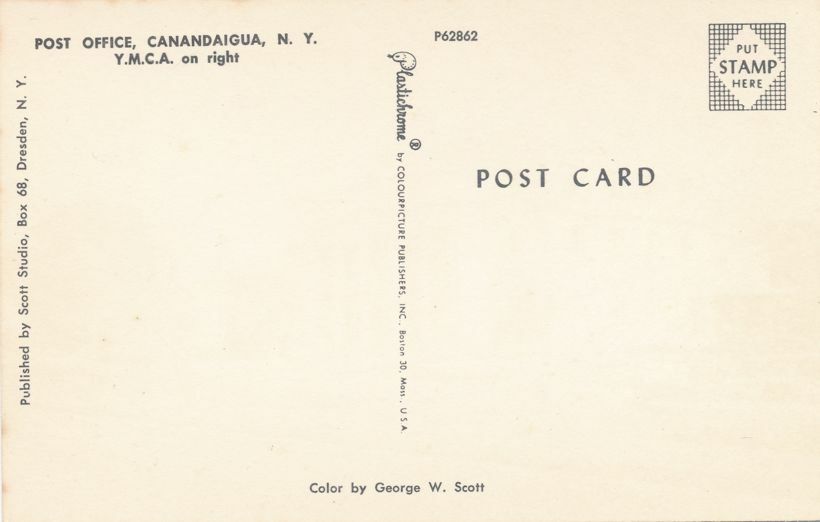 POST OFFICE, CANANDAIGUA, N. Y.
Y.M.C.A. on right
Published by Scott Studio, Box 68, Dresden, N. Y.
P62862
Plastichrome ® by COLOURPICTURE PUBLISHERS, INC., Boston 30, Mass., U.S.A.
PUT
STAMP
HERE
POST CARD
Color by George W. Scott